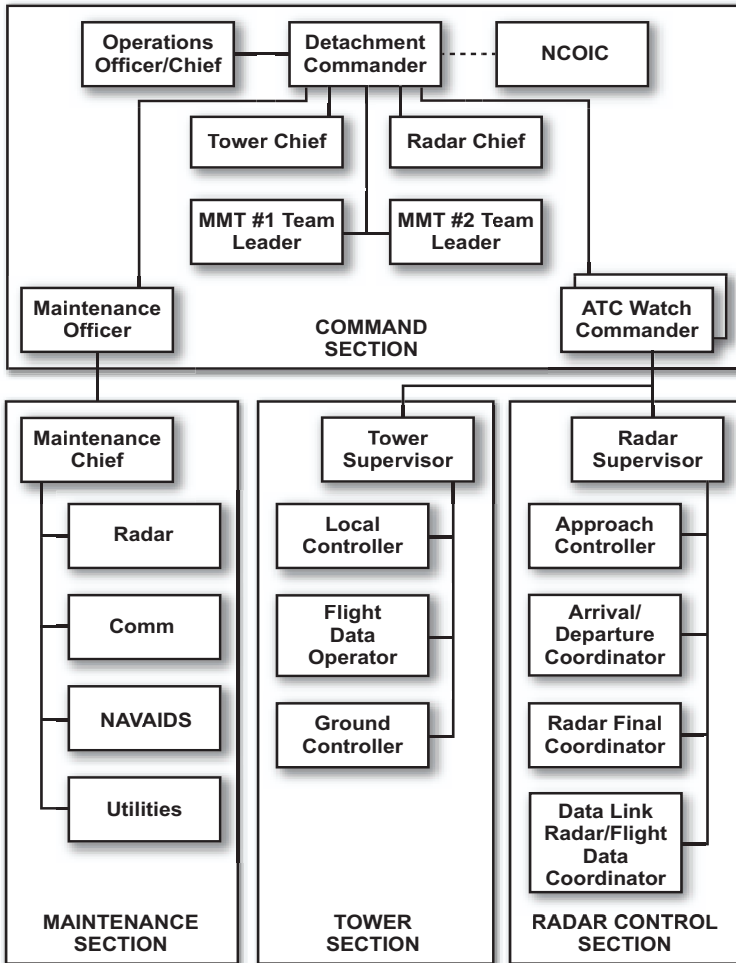 Operations
Officer/Chief
Detachment
Commander
NCOIC
Tower Chief
Radar Chief
MMT #1 Team
Leader
MMT #2 Team
Leader
Maintenance
Officer
COMMAND
SECTION
ATC Watch
Commander
Maintenance
Chief
Radar
Comm
NAVAIDS
Utilities
MAINTENANCE
SECTION
Tower
Supervisor
Local
Controller
Flight
Data
Operator
Ground
Controller
TOWER
SECTION
Radar
Supervisor
Approach
Controller
Arrival/
Departure
Coordinator
Radar Final
Coordinator
Data Link
Radar/Flight
Data
Coordinator
RADAR CONTROL
SECTION